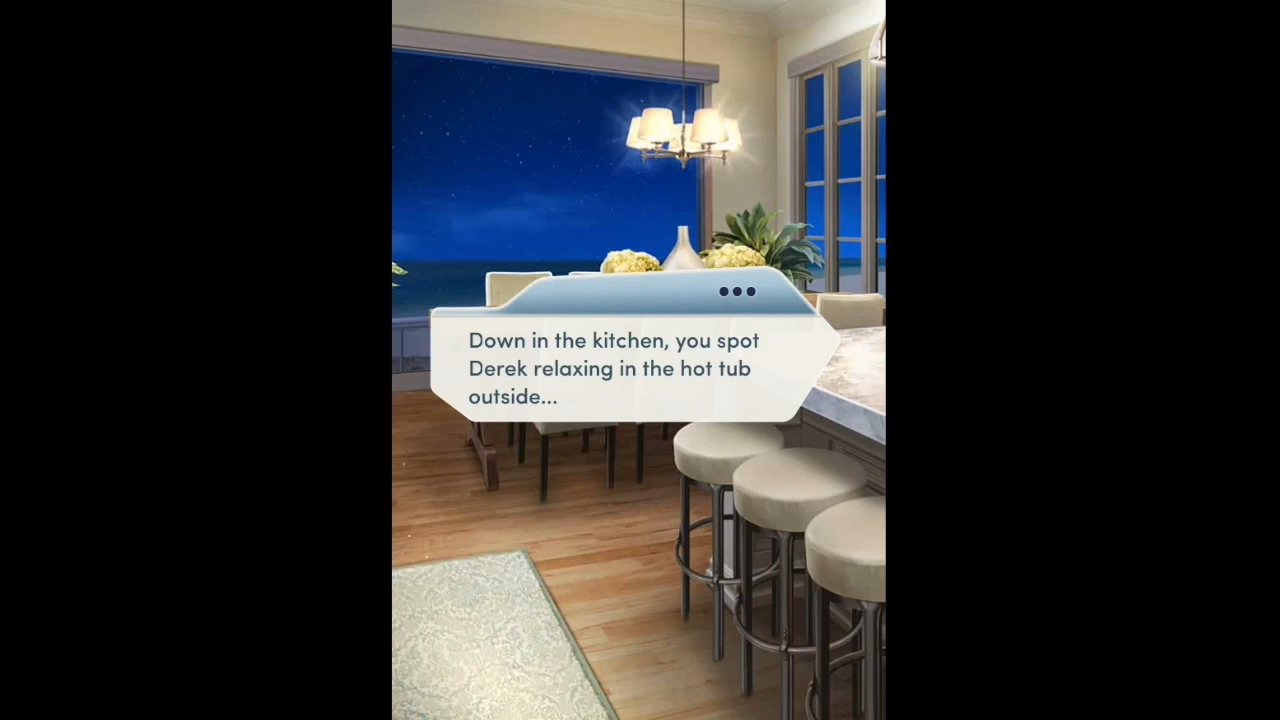 Down in the kitchen, you spot
Derek relaxing in the hot tub
outside...